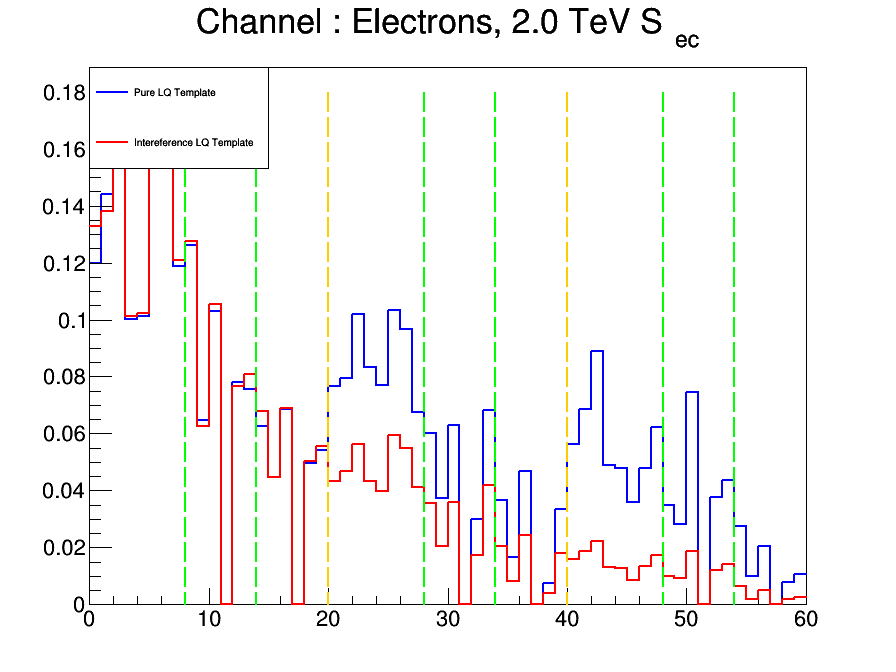 Channel : Electrons, 2.0 TeV S ec
Pure LQ Template
Intereference LQ Template
0.18
0.16
0.14
0.12
0.1
0.08
0.06
0.04
0.02
0
0 10 20 30 40 50 60